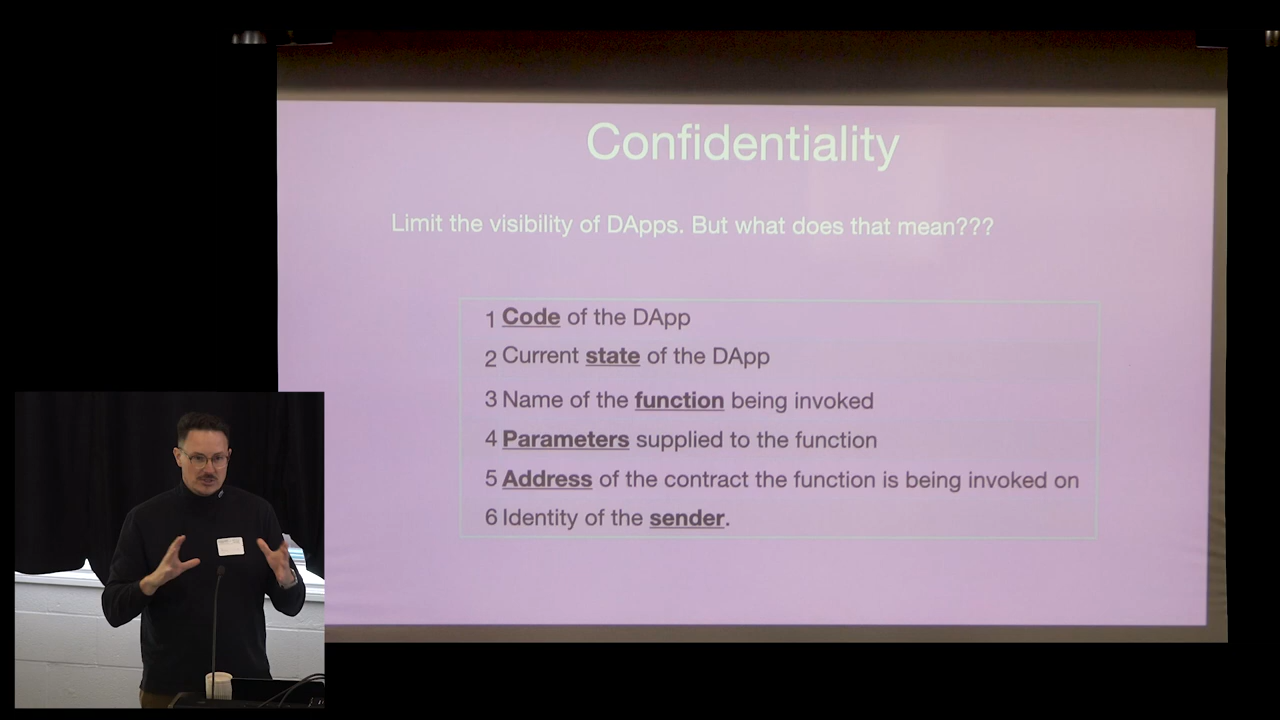 Confidentiality
Limit the visibility of DApps. But what does that mean???
1 Code of the DApp
2 Current state of the DApp
3 Name of the function being invoked
4 Parameters supplied to the function
5 Address of the contract the function is being invoked on
6 Identity of the sender.